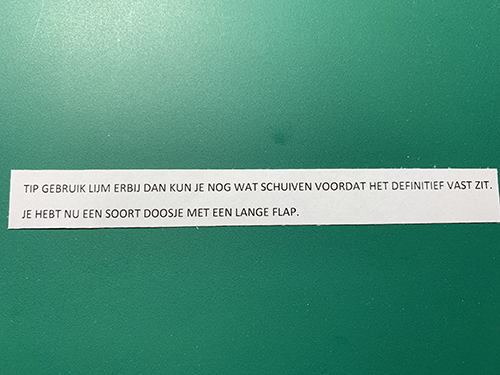 TIP GEBRUIK LIJM ERBIJ DAN KUN JE NOG WAT SCHUIVEN VOORDAT HET DEFINITIEF VAST ZIT.
JE HEBT NU EEN SOORT DOOSJE MET EEN LANGE FLAP.